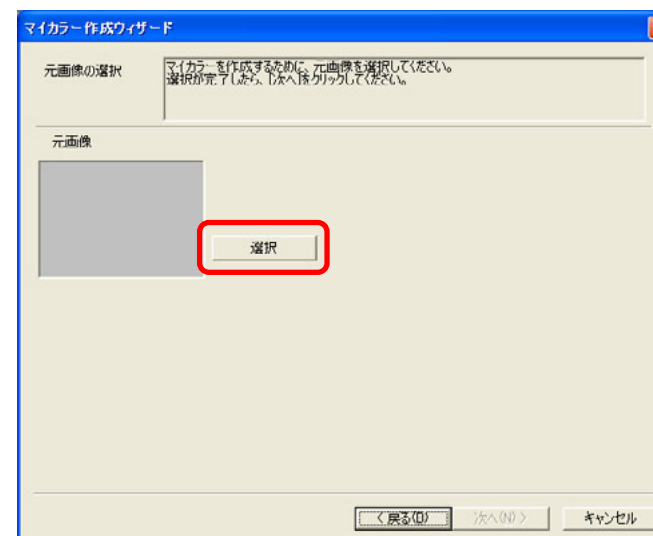 マイカラー作成ウィザード
元画像の選択
マイカラーを作成するために、元画像を選択してください。
選択が完了したら、[次へ]をクリックしてください。
元画像
選択
< 戻る(B)
次へ(N) >
キャンセル